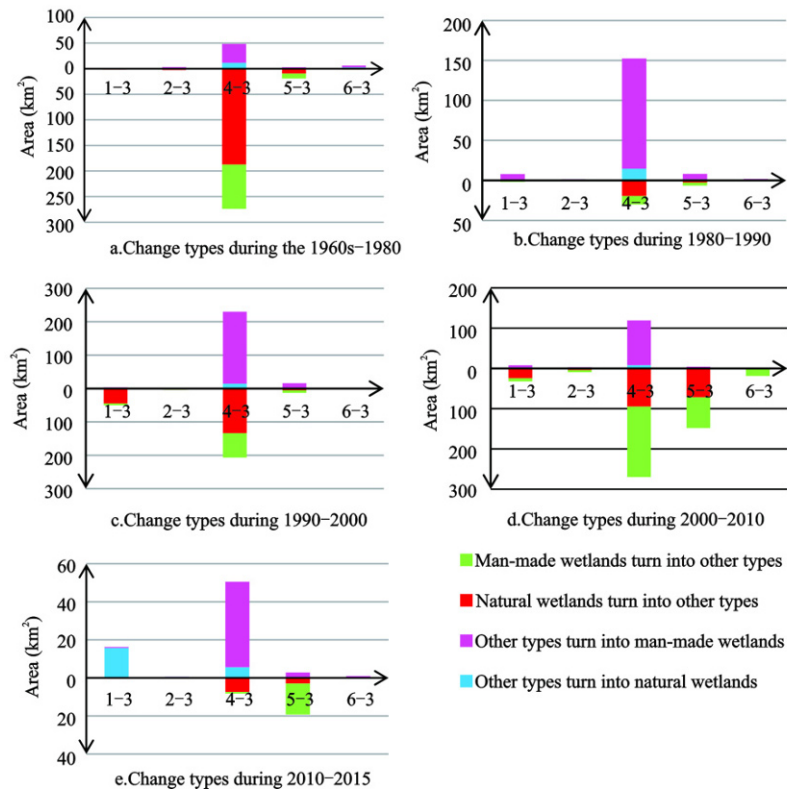 100
50
0
50
100
150
200
250
300
Area (km²)
1−3 2−3 4−3 5−3 6−3
a.Change types during the 1960s−1980
200
150
100
50
0
50
Area (km²)
1−3 2−3 4−3 5−3 6−3
b.Change types during 1980−1990
300
200
100
0
100
200
300
Area (km²)
1−3 2−3 4−3 5−3 6−3
c.Change types during 1990−2000
200
100
0
100
200
300
Area (km²)
1−3 2−3 4−3 5−3 6−3
d.Change types during 2000−2010
60
40
20
0
20
40
Area (km²)
1−3 2−3 4−3 5−3 6−3
e.Change types during 2010−2015
Man-made wetlands turn into other types
Natural wetlands turn into other types
Other types turn into man-made wetlands
Other types turn into natural wetlands